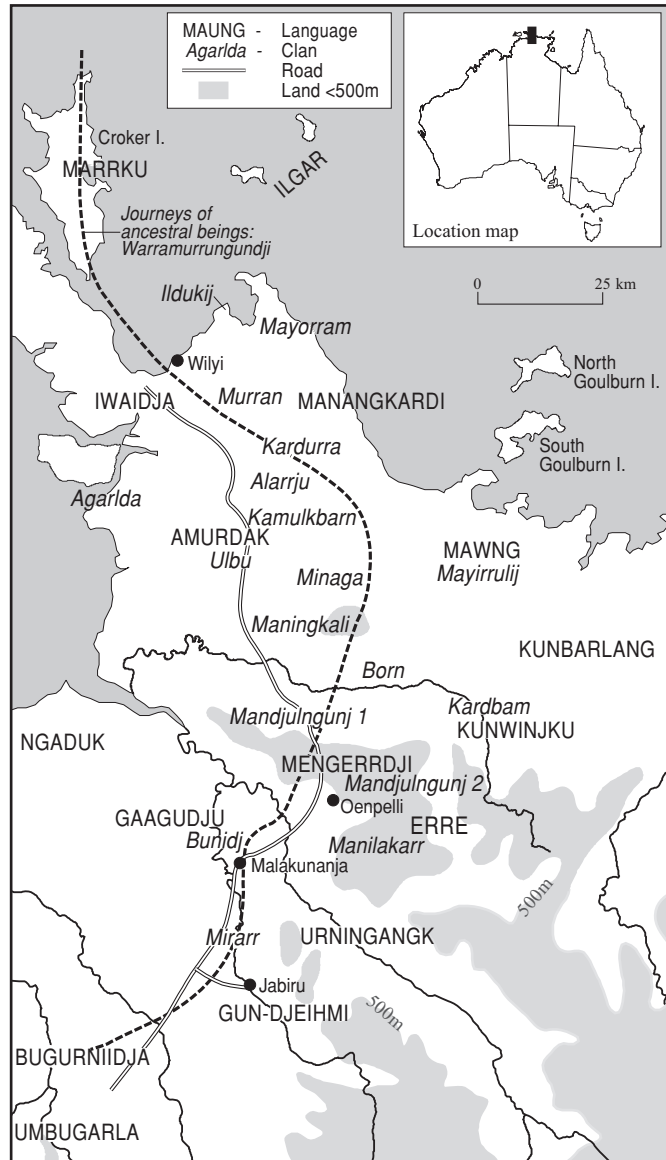 MAUNG - Language
Agarlda - Clan
Road
Land <500m
Location map
0 25 km
Croker I.
MARRKU
ILGAR
Journeys of
ancestral beings:
Warramurrungundji
Ildukij
Mayorram
Wilyi
North
Goulburn I.
IWAIDJA
Murran
MANANGKARDI
South
Goulburn I.
Kardurra
Alarrju
Agarlda
Kamulkbarn
AMURDAK
Ulbu
MAWNG
Mayirrulij
Minaga
Maningkali
KUNBARLANG
Born
Kardbam
KUNWINJKU
Mandjulngunj 1
NGADUK
MENGERRDJI
Mandjulngunj 2
Oenpelli
GAAGUDJU
ERRE
Bunidj
Manilakarr
Malakunanja
500m
Mirarr
URNINGANGK
Jabiru
500m
GUN-DJEIHMI
BUGURNIIDJA
UMBUGARLA